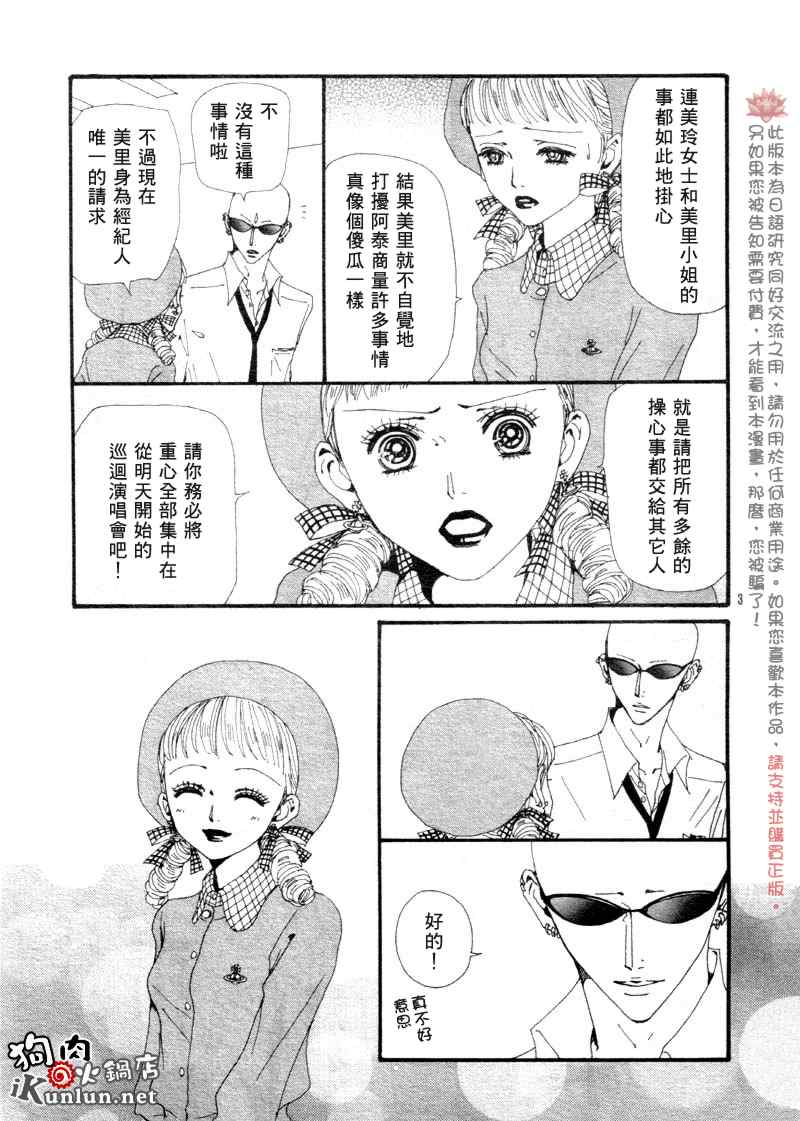 連美玲女士和美里小姐的
事都如此地掛心
結果美里就不自覺地
打擾阿泰商量許多事情
真像個傻瓜一樣
不
沒有這種
事情啦
不過現在
美里身為經紀人
唯一的請求
就是請把所有多餘的
操心事都交給其它人
請你務必將
重心全部集中在
從明天開始的
巡迴演唱會吧！
3
好的！
真不好
意思
此版本為日語研究同好交流之用，請勿用於任何商業用途。如果您喜歡本作品，請支持並購買正版。
另如果您被告知需要付費，才能看到本漫畫，那麼，您被騙了！
狗肉
火鍋店
iKunlun.net